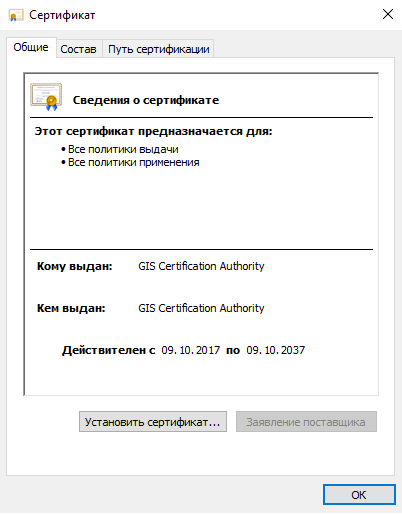 Сертификат
Общие Состав Путь сертификации
Сведения о сертификате
Этот сертификат предназначается для:
• Все политики выдачи
• Все политики применения
Кому выдан: GIS Certification Authority
Кем выдан: GIS Certification Authority
Действителен с 09.10.2017 по 09.10.2037
Установить сертификат... Заявление поставщика
ОК